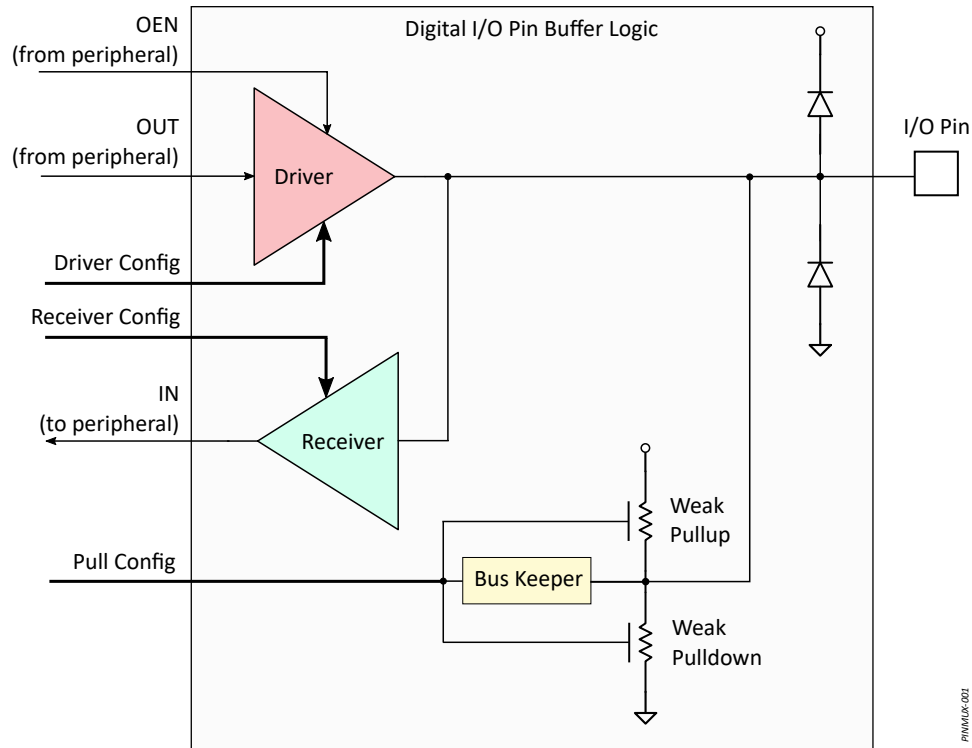 Digital I/O Pin Buffer Logic
OEN
(from peripheral)
OUT
(from peripheral)
Driver
I/O Pin
Driver Config
Receiver Config
IN
(to peripheral)
Receiver
Weak
Pullup
Pull Config
Bus Keeper
Weak
Pulldown
PINMUX-001